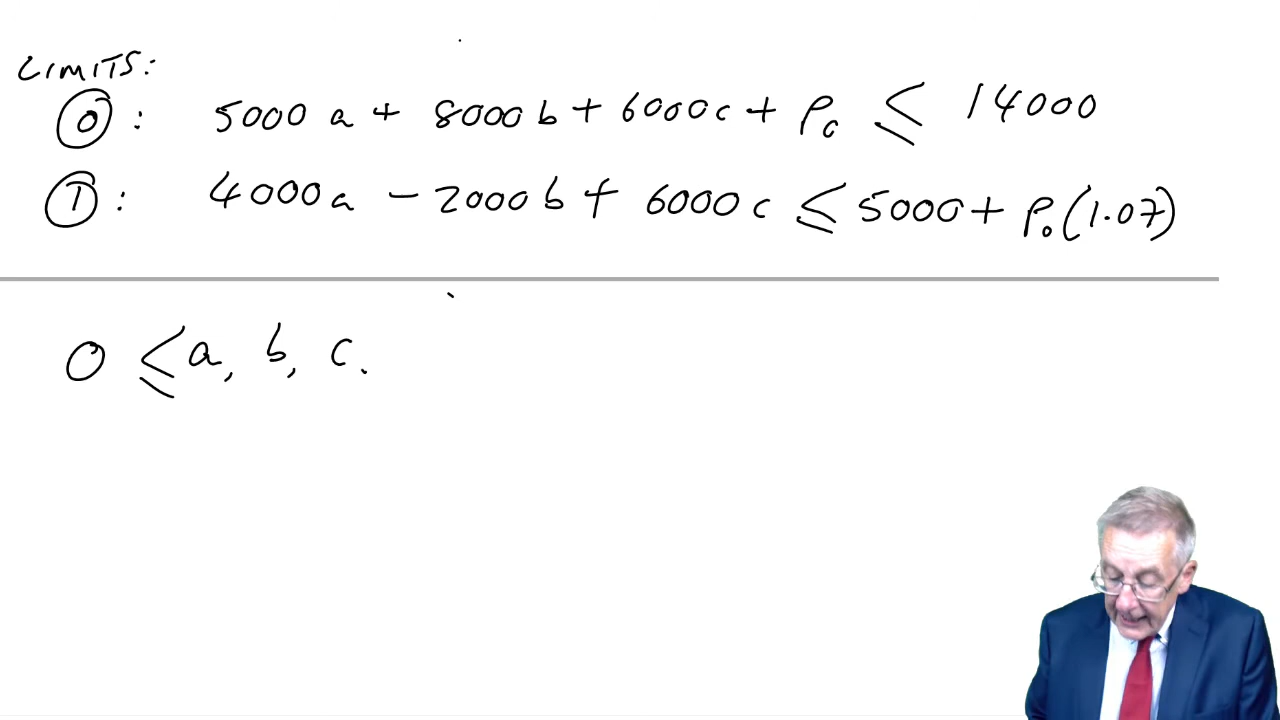 LIMITS:
⓪: 5000a + 8000b + 6000c + P₀ ≤ 14000
①: 4000a - 2000b + 6000c ≤ 5000 + P₀(1.07)
0 ≤ a, b, c.